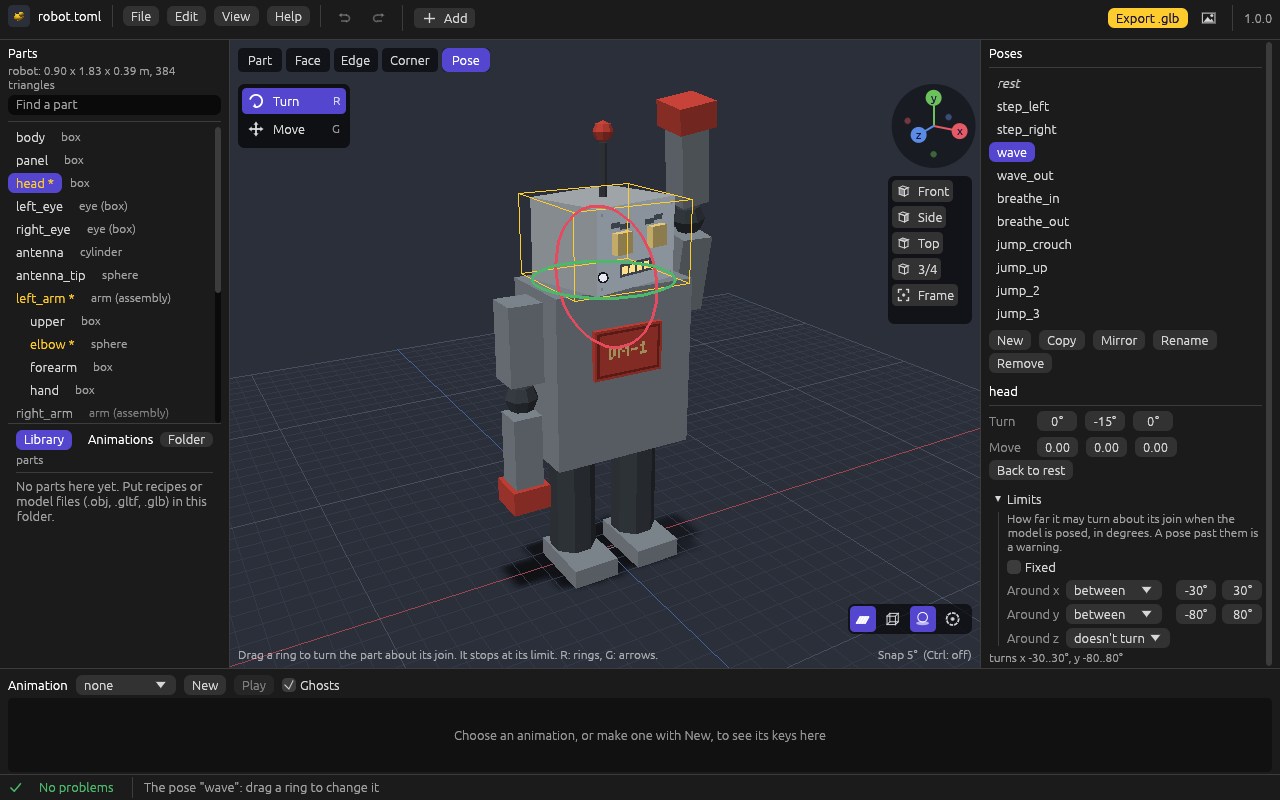 robot.toml
File
Edit
View
Help
Add
Export .glb
1.0.0
Parts
robot: 0.90 x 1.83 x 0.39 m, 384
triangles
Find a part
body box
panel box
head * box
left_eye eye (box)
right_eye eye (box)
antenna cylinder
antenna_tip sphere
left_arm * arm (assembly)
upper box
elbow * sphere
forearm box
hand box
right_arm arm (assembly)
Library
Animations
Folder
parts
No parts here yet. Put recipes or
model files (.obj, .gltf, .glb) in this
folder.
Part
Face
Edge
Corner
Pose
Turn R
Move G
y
z
x
Front
Side
Top
3/4
Frame
Drag a ring to turn the part about its join. It stops at its limit. R: rings, G: arrows.
Snap 5° (Ctrl: off)
Poses
rest
step_left
step_right
wave
wave_out
breathe_in
breathe_out
jump_crouch
jump_up
jump_2
jump_3
New
Copy
Mirror
Rename
Remove
head
Turn 0° -15° 0°
Move 0.00 0.00 0.00
Back to rest
Limits
How far it may turn about its join when the
model is posed, in degrees. A pose past them is
a warning.
Fixed
Around x between -30° 30°
Around y between -80° 80°
Around z doesn't turn
turns x -30..30°, y -80..80°
Animation
none
New
Play
Ghosts
Choose an animation, or make one with New, to see its keys here
No problems
The pose "wave": drag a ring to change it